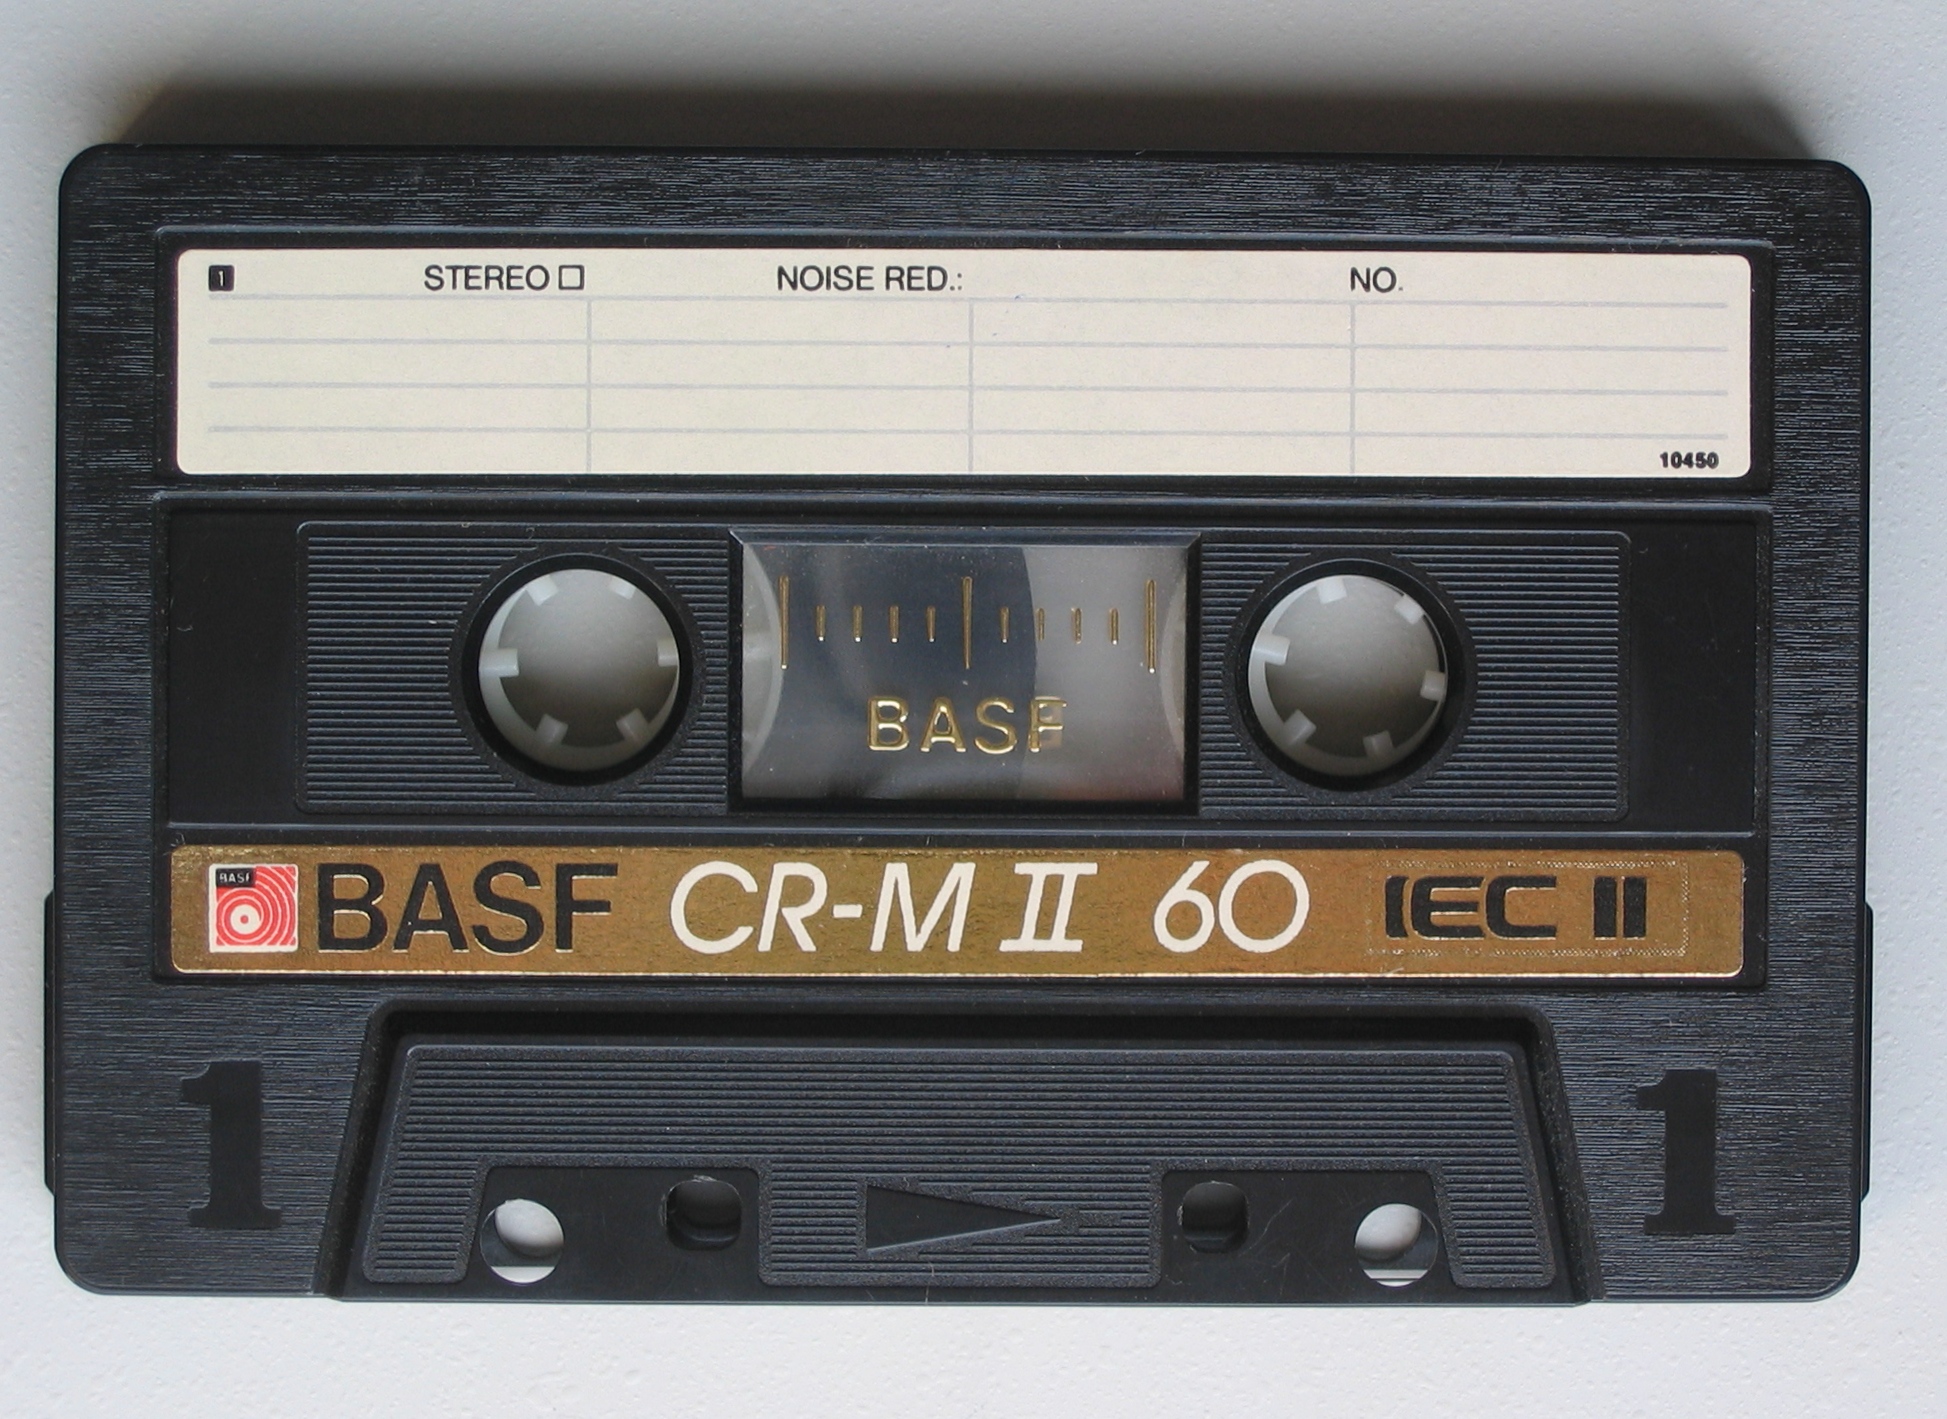 1 STEREO NOISE RED.: NO.
10450
BASF
BASF BASF CR-M II 60 IEC II
1 1